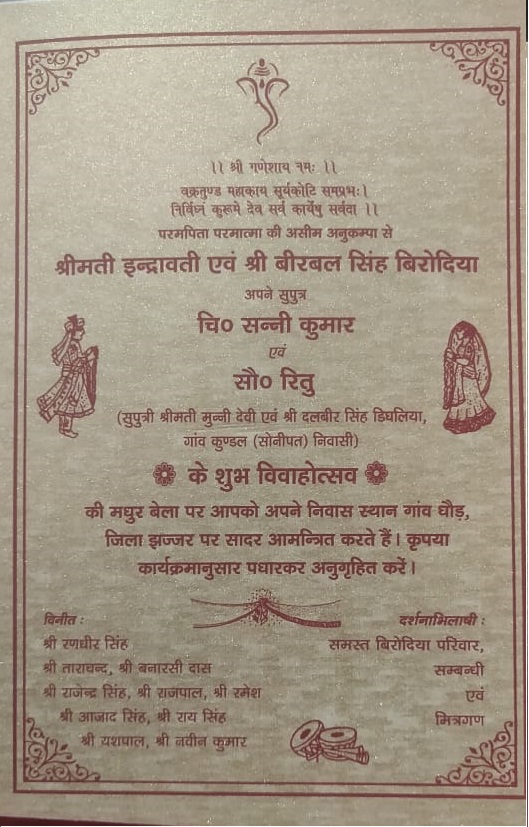 ।। श्री गणेशाय नमः ।।
वक्रतुण्ड महाकाय सूर्यकोटि समप्रभः।
निर्विघ्नं कुरूमे देव सर्व कार्येषु सर्वदा ।।
परमपिता परमात्मा की असीम अनुकम्पा से
श्रीमती इन्द्रावती एवं श्री बीरबल सिंह बिरोदिया
अपने सुपुत्र
चि० सन्नी कुमार
एवं
सौ० रितु
(सुपुत्री श्रीमती मुन्नी देवी एवं श्री दलबीर सिंह डिघलिया,
गांव कुण्डल (सोनीपत) निवासी)
के शुभ विवाहोत्सव
की मधुर बेला पर आपको अपने निवास स्थान गांव धौड़,
जिला झज्जर पर सादर आमन्त्रित करते हैं। कृपया
कार्यक्रमानुसार पधारकर अनुगृहित करें।
विनीत :
श्री रणधीर सिंह
श्री ताराचन्द, श्री बनारसी दास
श्री राजेन्द्र सिंह, श्री राजपाल, श्री रमेश
श्री आजाद सिंह, श्री राय सिंह
श्री यशपाल, श्री नवीन कुमार
दर्शनाभिलाषी :
समस्त बिरोदिया परिवार,
सम्बन्धी
एवं
मित्रगण